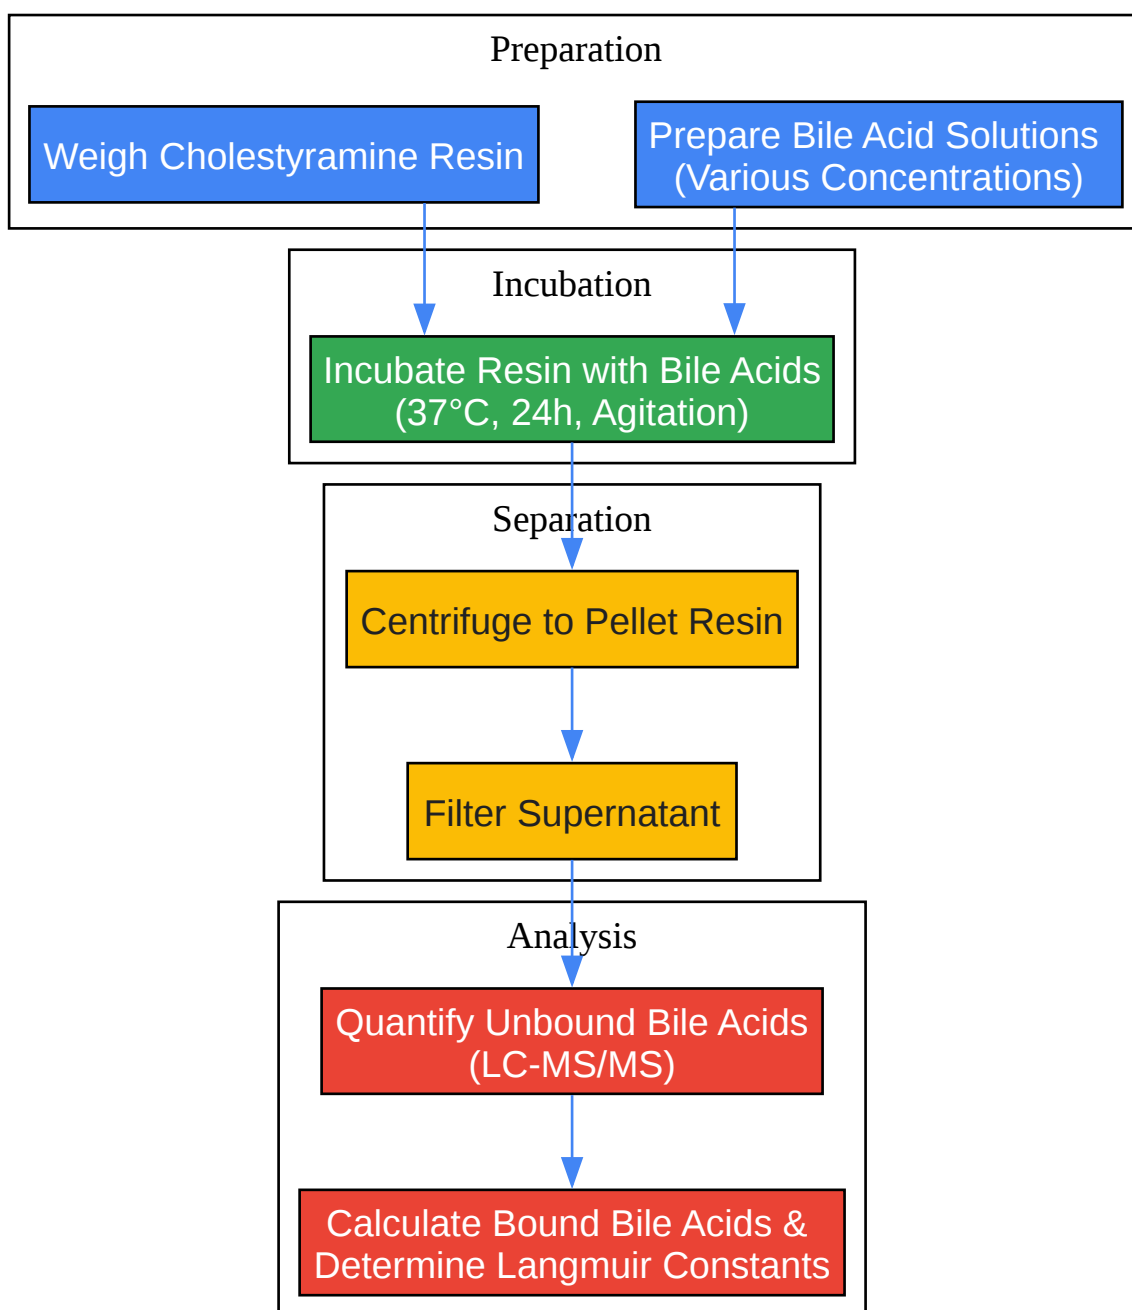 Preparation
Weigh Cholestyramine Resin
Prepare Bile Acid Solutions
(Various Concentrations)
Incubation
Incubate Resin with Bile Acids
(37°C, 24h, Agitation)
Separation
Centrifuge to Pellet Resin
Filter Supernatant
Analysis
Quantify Unbound Bile Acids
(LC-MS/MS)
Calculate Bound Bile Acids &
Determine Langmuir Constants